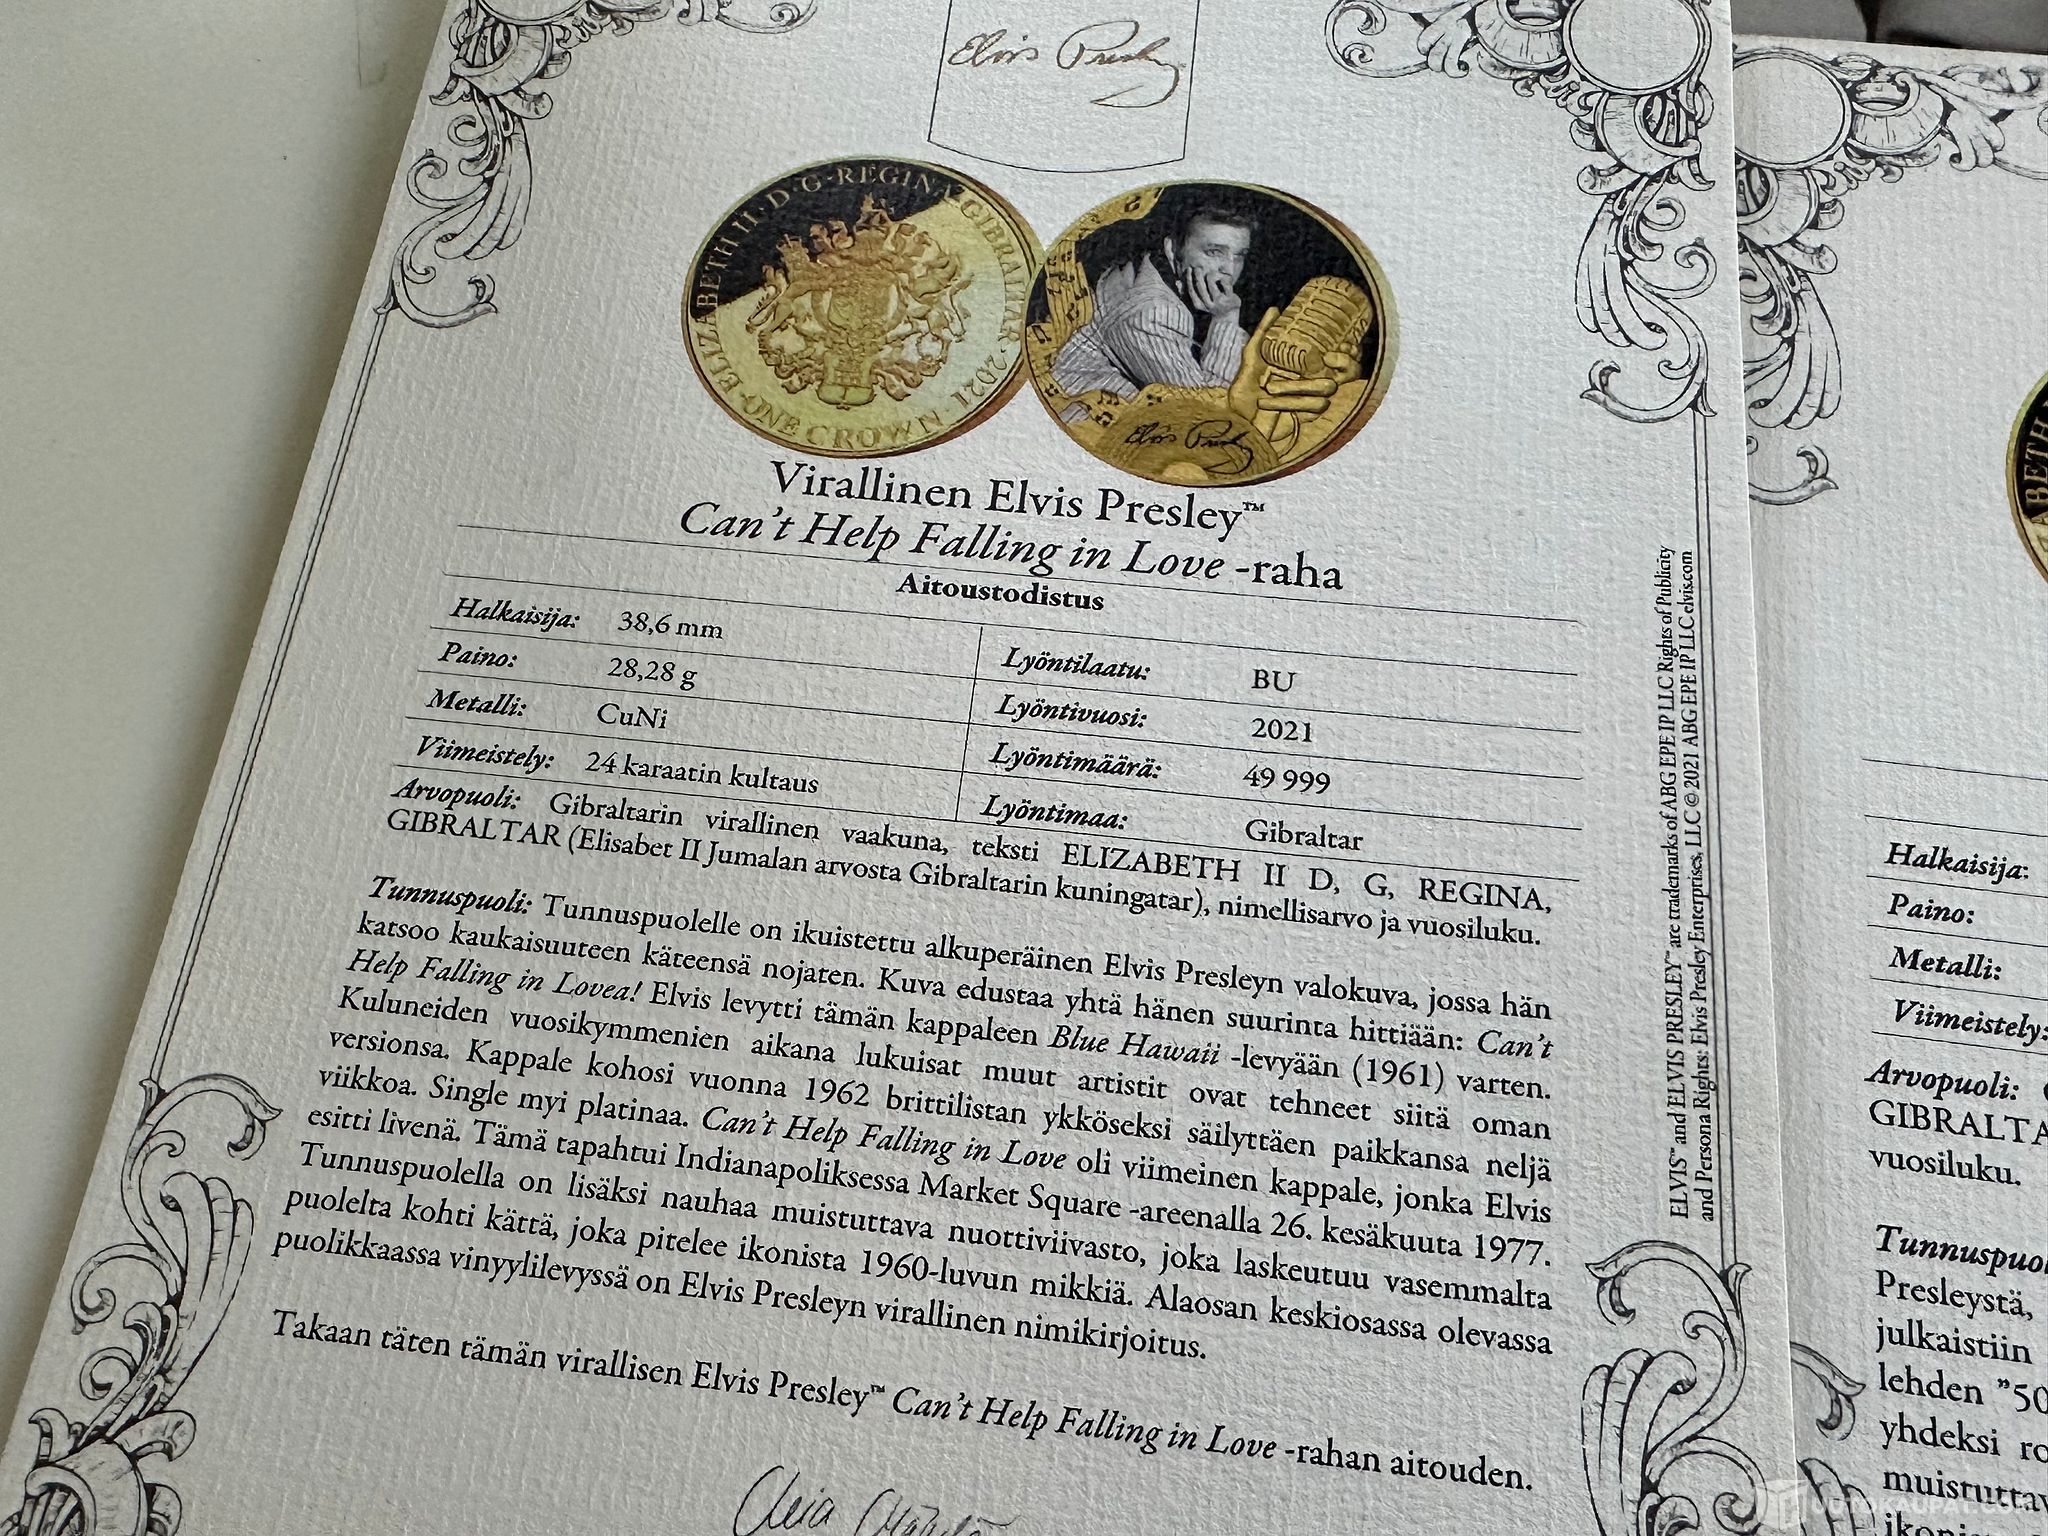 Elvis Presley
ELIZABETH II · D · G · REGINA · GIBRALTAR · 2021
· ONE CROWN ·
Elvis Presley
Virallinen Elvis Presley™
Can't Help Falling in Love -raha
Aitoustodistus
Halkaisija: 38,6 mm
Paino: 28,28 g
Metalli: CuNi
Viimeistely: 24 karaatin kultaus
Lyöntilaatu: BU
Lyöntivuosi: 2021
Lyöntimäärä: 49 999
Lyöntimaa: Gibraltar
Arvopuoli: Gibraltarin virallinen vaakuna, teksti ELIZABETH II D, G, REGINA,
GIBRALTAR (Elisabet II Jumalan arvosta Gibraltarin kuningatar), nimellisarvo ja vuosiluku.
Tunnuspuoli: Tunnuspuolelle on ikuistettu alkuperäinen Elvis Presleyn valokuva, jossa hän
katsoo kaukaisuuteen käteensä nojaten. Kuva edustaa yhtä hänen suurinta hittiään: Can't
Help Falling in Lovea! Elvis levytti tämän kappaleen Blue Hawaii -levyään (1961) varten.
Kuluneiden vuosikymmenien aikana lukuisat muut artistit ovat tehneet siitä oman
versionsa. Kappale kohosi vuonna 1962 brittilistan ykköseksi säilyttäen paikkansa neljä
viikkoa. Single myi platinaa. Can't Help Falling in Love oli viimeinen kappale, jonka Elvis
esitti livenä. Tämä tapahtui Indianapoliksessa Market Square -areenalla 26. kesäkuuta 1977.
Tunnuspuolella on lisäksi nauhaa muistuttava nuottiviivasto, joka laskeutuu vasemmalta
puolelta kohti kättä, joka pitelee ikonista 1960-luvun mikkiä. Alaosan keskiosassa olevassa
puolikkaassa vinyylilevyssä on Elvis Presleyn virallinen nimikirjoitus.
Takaan täten tämän virallisen Elvis Presley™ Can't Help Falling in Love -rahan aitouden.
ELVIS™ and ELVIS PRESLEY™ are trademarks of ABG EPE IP LLC Rights of Publicity
and Persona Rights: Elvis Presley Enterprises, LLC © 2021 ABG EPE IP LLC elvis.com
Halkaisija:
Paino:
Metalli:
Viimeistely:
Arvopuoli:
GIBRALTA
vuosiluku.
Tunnuspuol
Presleystä,
julkaistiin
lehden "50
yhdeksi ro
muistuttav